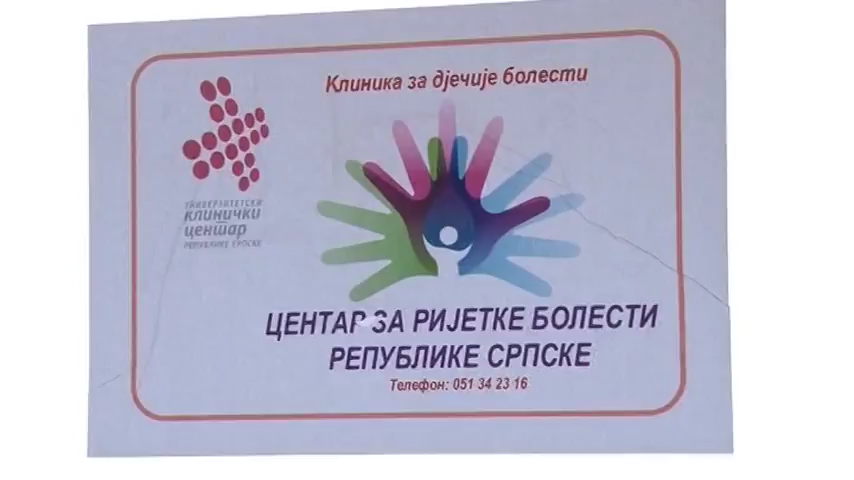 Клиника за дјечије болести
УНИВЕРЗИТЕТСКИ
КЛИНИЧКИ
ЦЕНТАР
РЕПУБЛИКЕ СРПСКЕ
ЦЕНТАР ЗА РИЈЕТКЕ БОЛЕСТИ
РЕПУБЛИКЕ СРПСКЕ
Телефон: 051 34 23 16